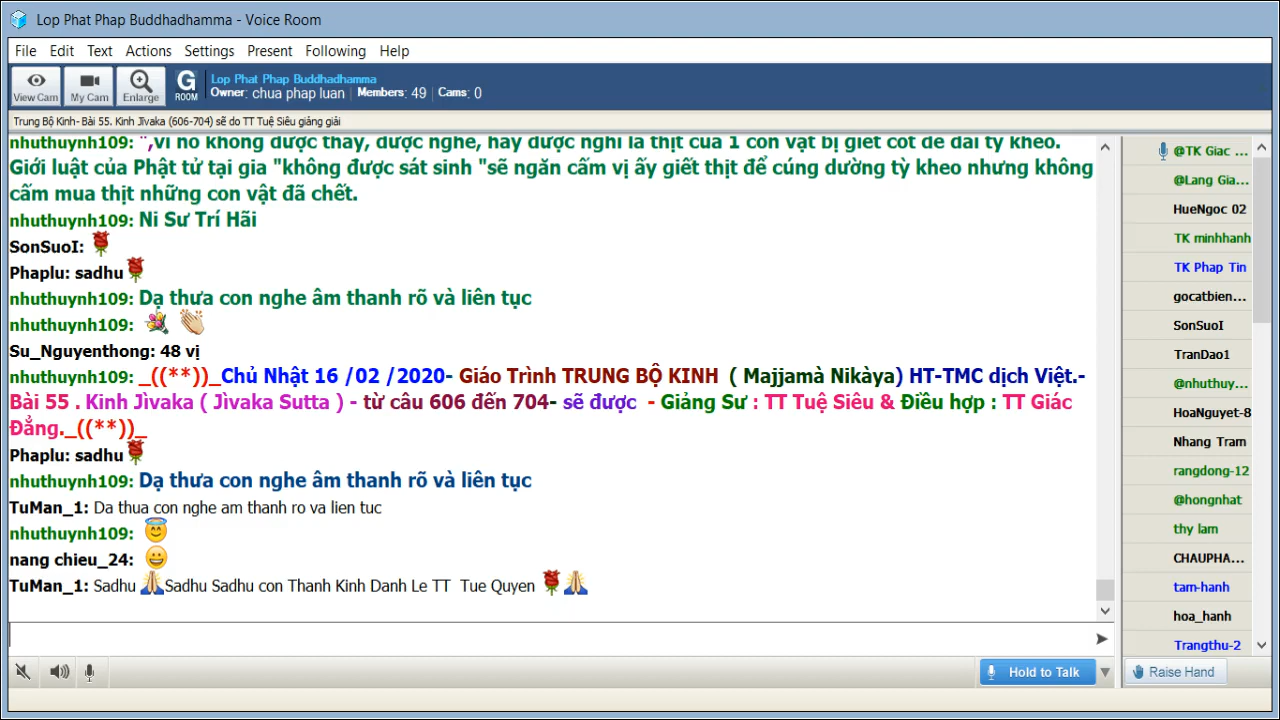 Lop Phat Phap Buddhadhamma - Voice Room
File Edit Text Actions Settings Present Following Help
View Cam My Cam Enlarge G ROOM
Lop Phat Phap Buddhadhamma
Owner: chua phap luan Members: 49 Cams: 0
Trung Bộ Kinh- Bài 55. Kinh Jìvaka (606-704) sẽ do TT Tuệ Siêu giảng giải
nhuthuynh109: ",vì nó không được thấy, được nghe, hay được nghi là thịt của 1 con vật bị giết cốt để đãi tỳ kheo.
Giới luật của Phật tử tại gia "không được sát sinh "sẽ ngăn cấm vị ấy giết thịt để cúng dường tỳ kheo nhưng không
cấm mua thịt những con vật đã chết.
nhuthuynh109: Ni Sư Trí Hãi
SonSuoI:
Phaplu: sadhu
nhuthuynh109: Dạ thưa con nghe âm thanh rõ và liên tục
nhuthuynh109:
Su_Nguyenthong: 48 vị
nhuthuynh109: _((**))_Chủ Nhật 16 /02 /2020- Giáo Trình TRUNG BỘ KINH ( Majjamà Nikàya) HT-TMC dịch Việt.-
Bài 55 . Kinh Jìvaka ( Jìvaka Sutta ) - từ câu 606 đến 704- sẽ được - Giảng Sư : TT Tuệ Siêu & Điều hợp : TT Giác
Đẳng._((**))_
Phaplu: sadhu
nhuthuynh109: Dạ thưa con nghe âm thanh rõ và liên tục
TuMan_1: Da thua con nghe am thanh ro va lien tuc
nhuthuynh109:
nang chieu_24:
TuMan_1: Sadhu Sadhu Sadhu con Thanh Kinh Danh Le TT Tue Quyen
@TK Giac ...
@Lang Gia...
HueNgoc 02
TK minhhanh
TK Phap Tin
gocatbien...
SonSuoI
TranDao1
@nhuthuy...
HoaNguyet-8
Nhang Tram
rangdong-12
@hongnhat
thy lam
CHAUPHA...
tam-hanh
hoa_hanh
Trangthu-2
Hold to Talk
Raise Hand